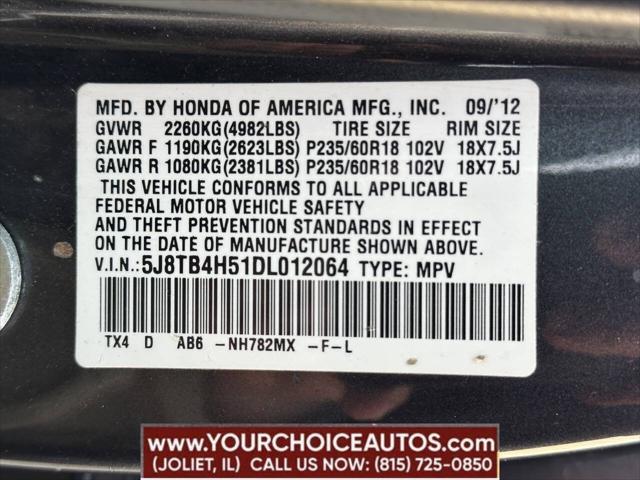 MFD. BY HONDA OF AMERICA MFG., INC. 09/'12
GVWR 2260KG(4982LBS) TIRE SIZE RIM SIZE
GAWR F 1190KG(2623LBS) P235/60R18 102V 18X7.5J
GAWR R 1080KG(2381LBS) P235/60R18 102V 18X7.5J
THIS VEHICLE CONFORMS TO ALL APPLICABLE
FEDERAL MOTOR VEHICLE SAFETY
AND THEFT PREVENTION STANDARDS IN EFFECT
ON THE DATE OF MANUFACTURE SHOWN ABOVE.
V.I.N.:5J8TB4H51DL012064 TYPE: MPV
TX4 D AB6 -NH782MX -F-L
WWW.YOURCHOICEAUTOS.COM
(JOLIET, IL) CALL US NOW: (815) 725-0850